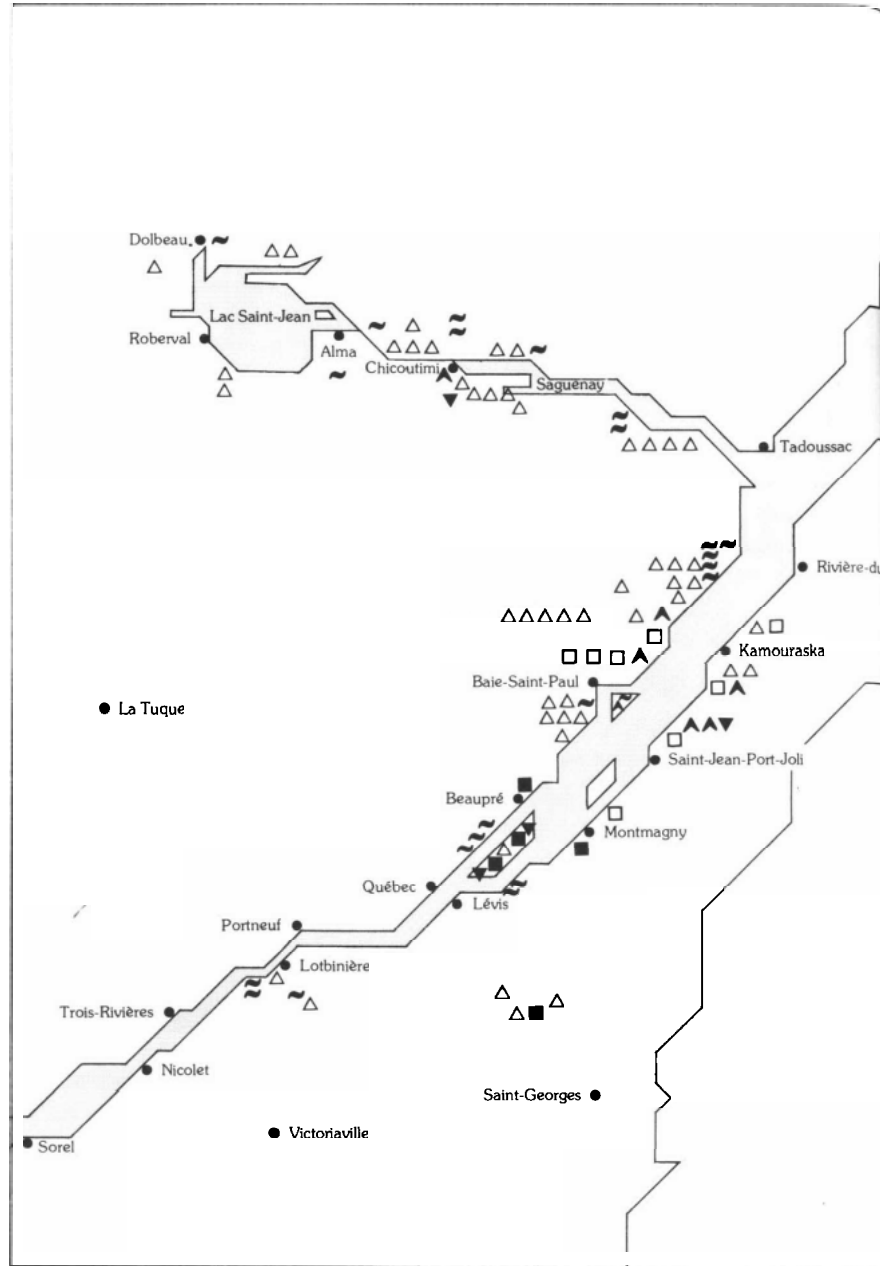 Dolbeau
Lac Saint-Jean
Roberval
Alma
Chicoutimi
Saguenay
Tadoussac
Rivière-du
Kamouraska
Baie-Saint-Paul
La Tuque
Saint-Jean-Port-Joli
Beaupré
Montmagny
Québec
Lévis
Portneuf
Lotbinière
Trois-Rivières
Nicolet
Saint-Georges
Victoriaville
Sorel